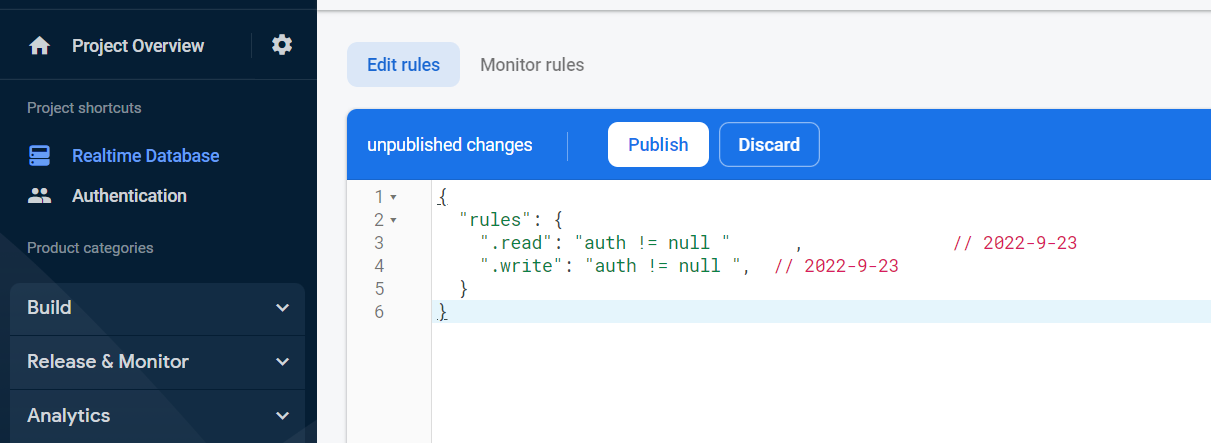 Project Overview
Project shortcuts
Realtime Database
Authentication
Product categories
Build
Release & Monitor
Analytics
Edit rules
Monitor rules
unpublished changes
Publish
Discard
1 {
2 "rules": {
3 ".read": "auth != null " , // 2022-9-23
4 ".write": "auth != null ", // 2022-9-23
5 }
6 }